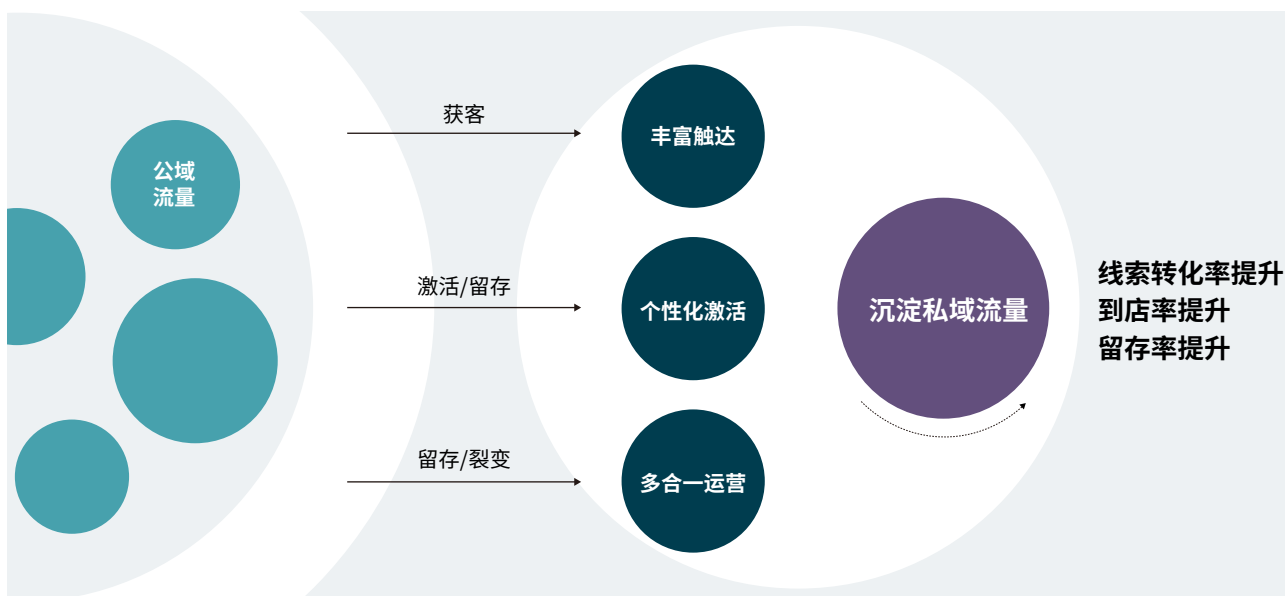 公域
流量
获客
激活/留存
留存/裂变
丰富触达
个性化激活
多合一运营
沉淀私域流量
线索转化率提升
到店率提升
留存率提升